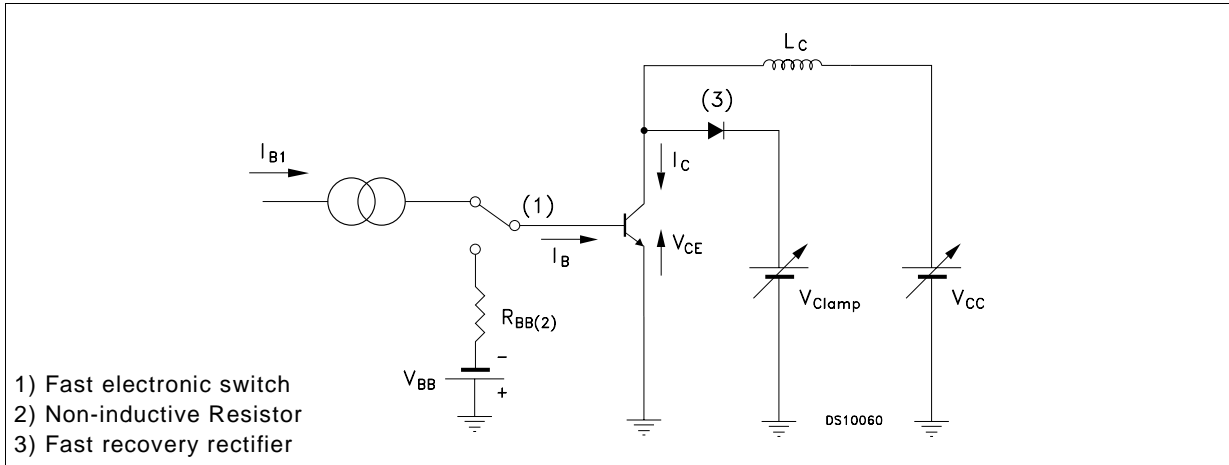 L_C
(3)
I_B1
I_C
(1)
I_B
V_CE
V_Clamp
V_CC
R_BB(2)
V_BB
−
+
DS10060
1) Fast electronic switch
2) Non-inductive Resistor
3) Fast recovery rectifier